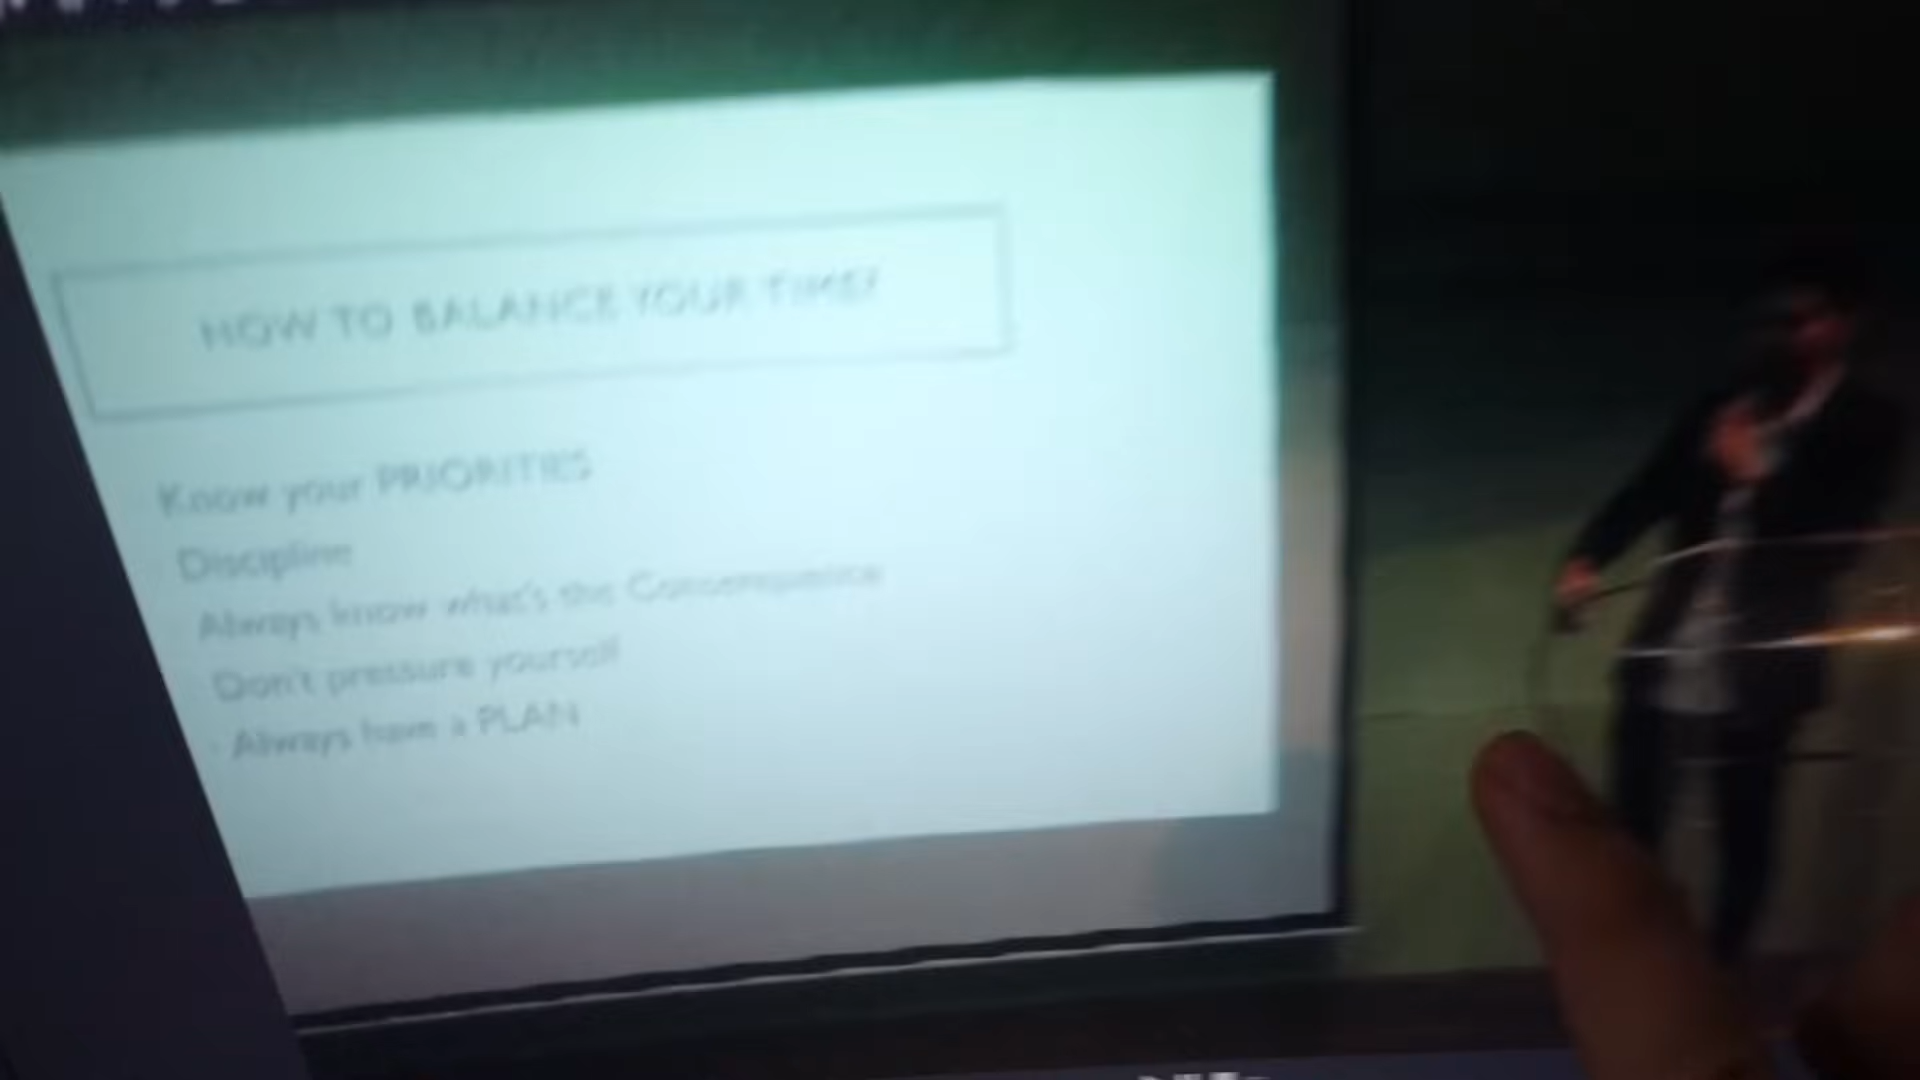 HOW TO BALANCE YOUR TIME?
Know your PRIORITIES
Discipline
Always know what's the Consequence
Don't pressure yourself
Always have a PLAN